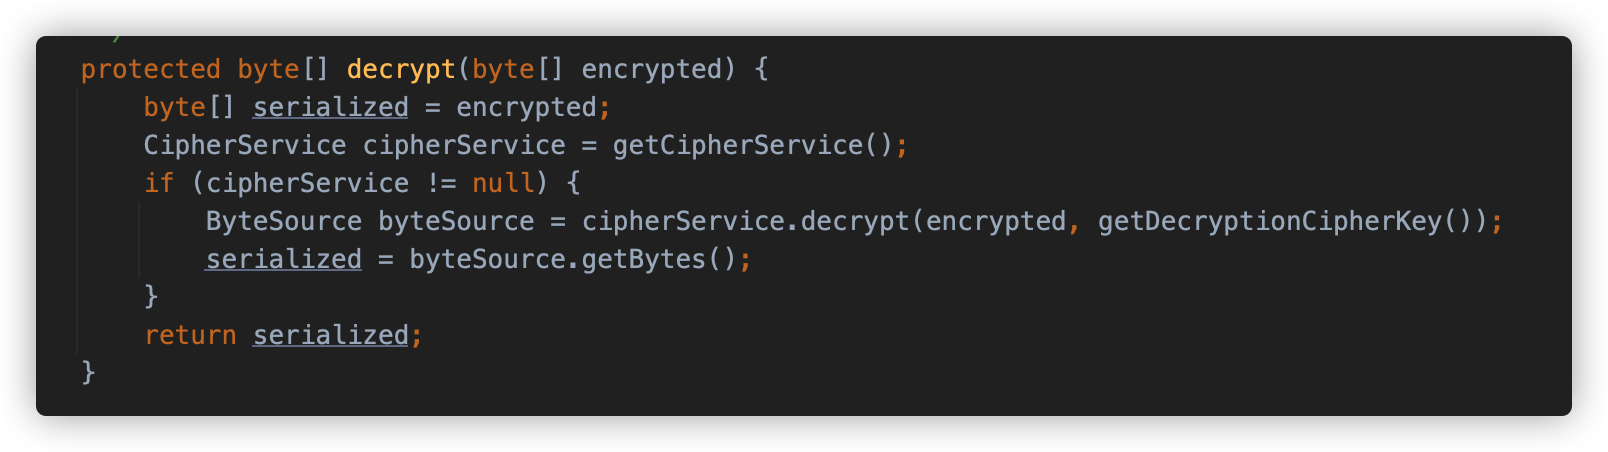 protected byte[] decrypt(byte[] encrypted) {
byte[] serialized = encrypted;
CipherService cipherService = getCipherService();
if (cipherService != null) {
ByteSource byteSource = cipherService.decrypt(encrypted, getDecryptionCipherKey());
serialized = byteSource.getBytes();
}
return serialized;
}